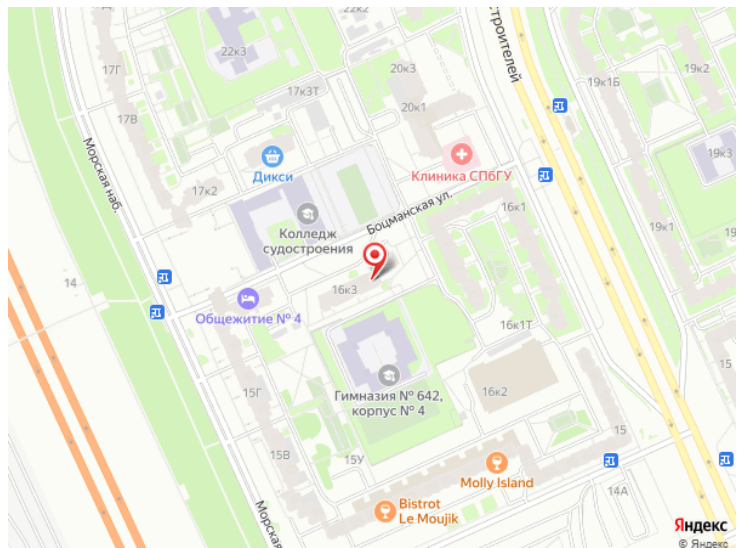 22к3
17Г
17к3Т
20к3
20к1
строителей
19к1Б
19к2
17В
Морская наб.
Дикси
17к2
Клиника СПбГУ
19к3
Боцманская ул.
Колледж
судостроения
16к1
19к1
14
16к3
Общежитие № 4
16к1Т
15
Гимназия № 642,
корпус № 4
16к2
15Г
15В
15У
15
Molly Island
14А
Bistrot
Le Moujik
Морская
Яндекс
© Яндекс